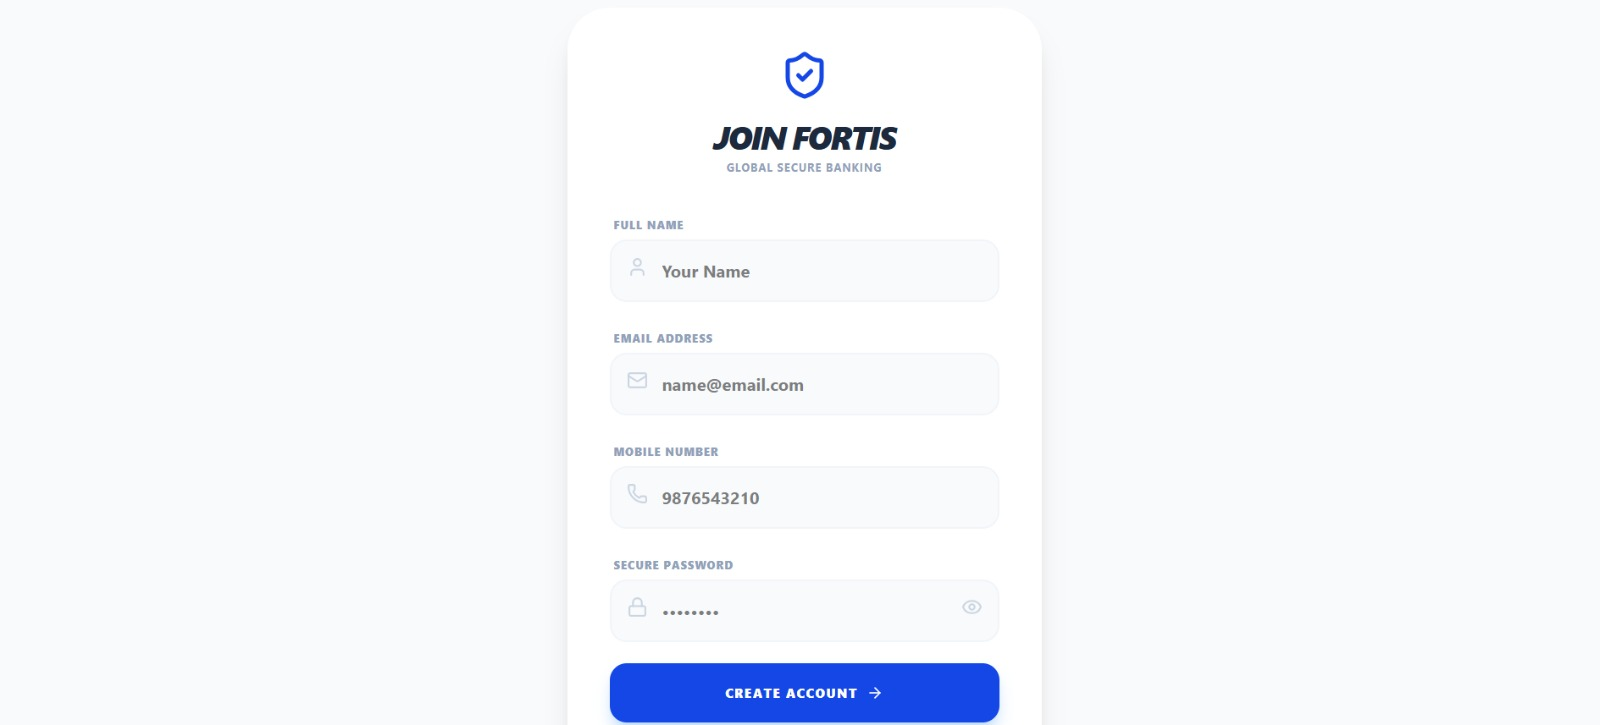 JOIN FORTIS
GLOBAL SECURE BANKING
FULL NAME
Your Name
EMAIL ADDRESS
name@email.com
MOBILE NUMBER
9876543210
SECURE PASSWORD
••••••••
CREATE ACCOUNT →